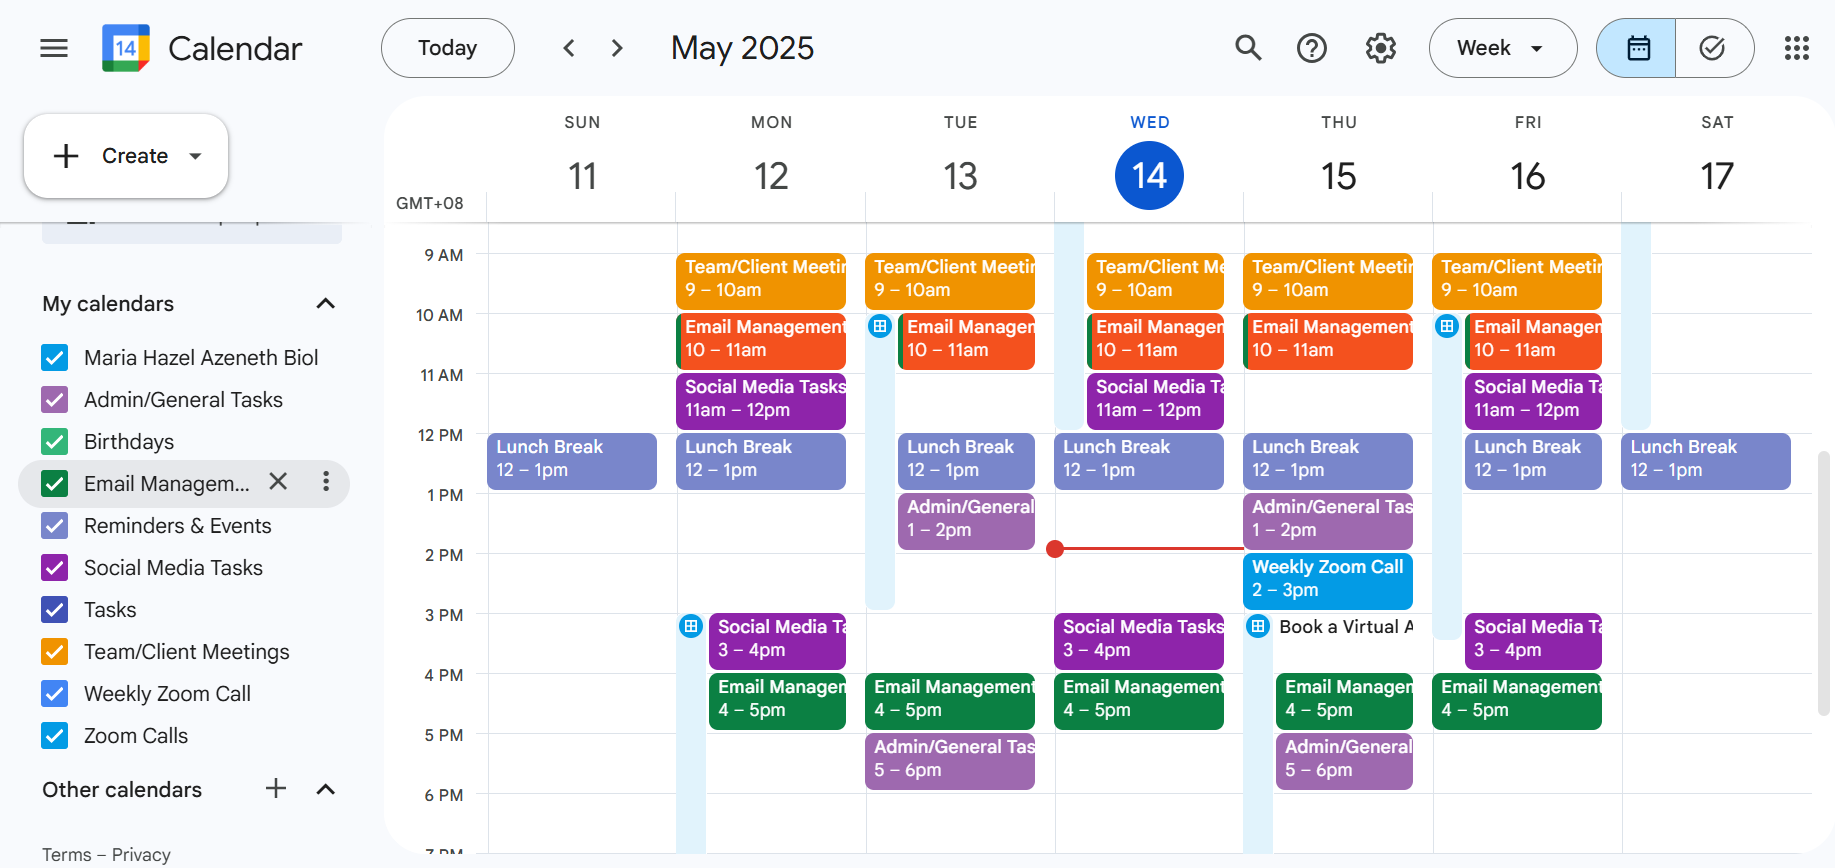 14 Calendar
Today
May 2025
Week
Create
GMT+08
SUN MON TUE WED THU FRI SAT
11 12 13 14 15 16 17
My calendars
Maria Hazel Azeneth Biol
Admin/General Tasks
Birthdays
Email Managem...
Reminders & Events
Social Media Tasks
Tasks
Team/Client Meetings
Weekly Zoom Call
Zoom Calls
Other calendars
Terms – Privacy
9 AM
10 AM
11 AM
12 PM
1 PM
2 PM
3 PM
4 PM
5 PM
6 PM
7 PM
Lunch Break
12 – 1pm
Team/Client Meetin
9 – 10am
Email Management
10 – 11am
Social Media Tasks
11am – 12pm
Lunch Break
12 – 1pm
Social Media Ta
3 – 4pm
Email Managen
4 – 5pm
Team/Client Meetin
9 – 10am
Email Managen
10 – 11am
Lunch Break
12 – 1pm
Admin/General
1 – 2pm
Email Management
4 – 5pm
Admin/General Tas
5 – 6pm
Team/Client Me
9 – 10am
Email Managen
10 – 11am
Social Media Ta
11am – 12pm
Lunch Break
12 – 1pm
Social Media Tasks
3 – 4pm
Email Management
4 – 5pm
Team/Client Meetin
9 – 10am
Email Management
10 – 11am
Lunch Break
12 – 1pm
Admin/General Tas
1 – 2pm
Weekly Zoom Call
2 – 3pm
Book a Virtual A
Email Managen
4 – 5pm
Admin/General
5 – 6pm
Team/Client Meetin
9 – 10am
Email Managen
10 – 11am
Social Media Ta
11am – 12pm
Lunch Break
12 – 1pm
Social Media Ta
3 – 4pm
Email Management
4 – 5pm
Lunch Break
12 – 1pm